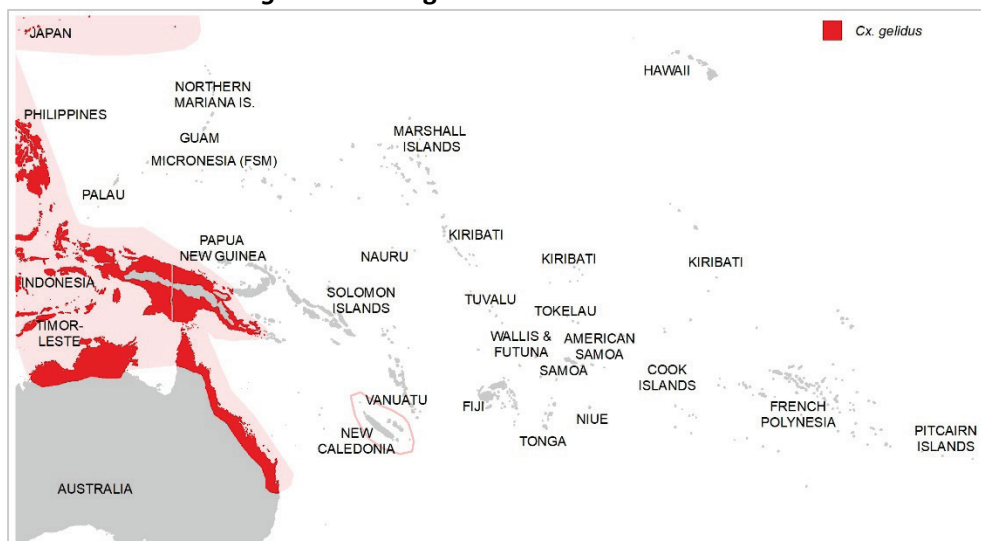 JAPAN
Cx. gelidus
HAWAII
NORTHERN
MARIANA IS.
PHILIPPINES
GUAM
MARSHALL
ISLANDS
MICRONESIA (FSM)
PALAU
KIRIBATI
PAPUA
NEW GUINEA
NAURU
KIRIBATI
KIRIBATI
INDONESIA
SOLOMON
ISLANDS
TUVALU
TOKELAU
TIMOR-
LESTE
WALLIS &
FUTUNA
AMERICAN
SAMOA
SAMOA
COOK
ISLANDS
VANUATU
FIJI
NIUE
FRENCH
POLYNESIA
NEW
CALEDONIA
TONGA
PITCAIRN
ISLANDS
AUSTRALIA